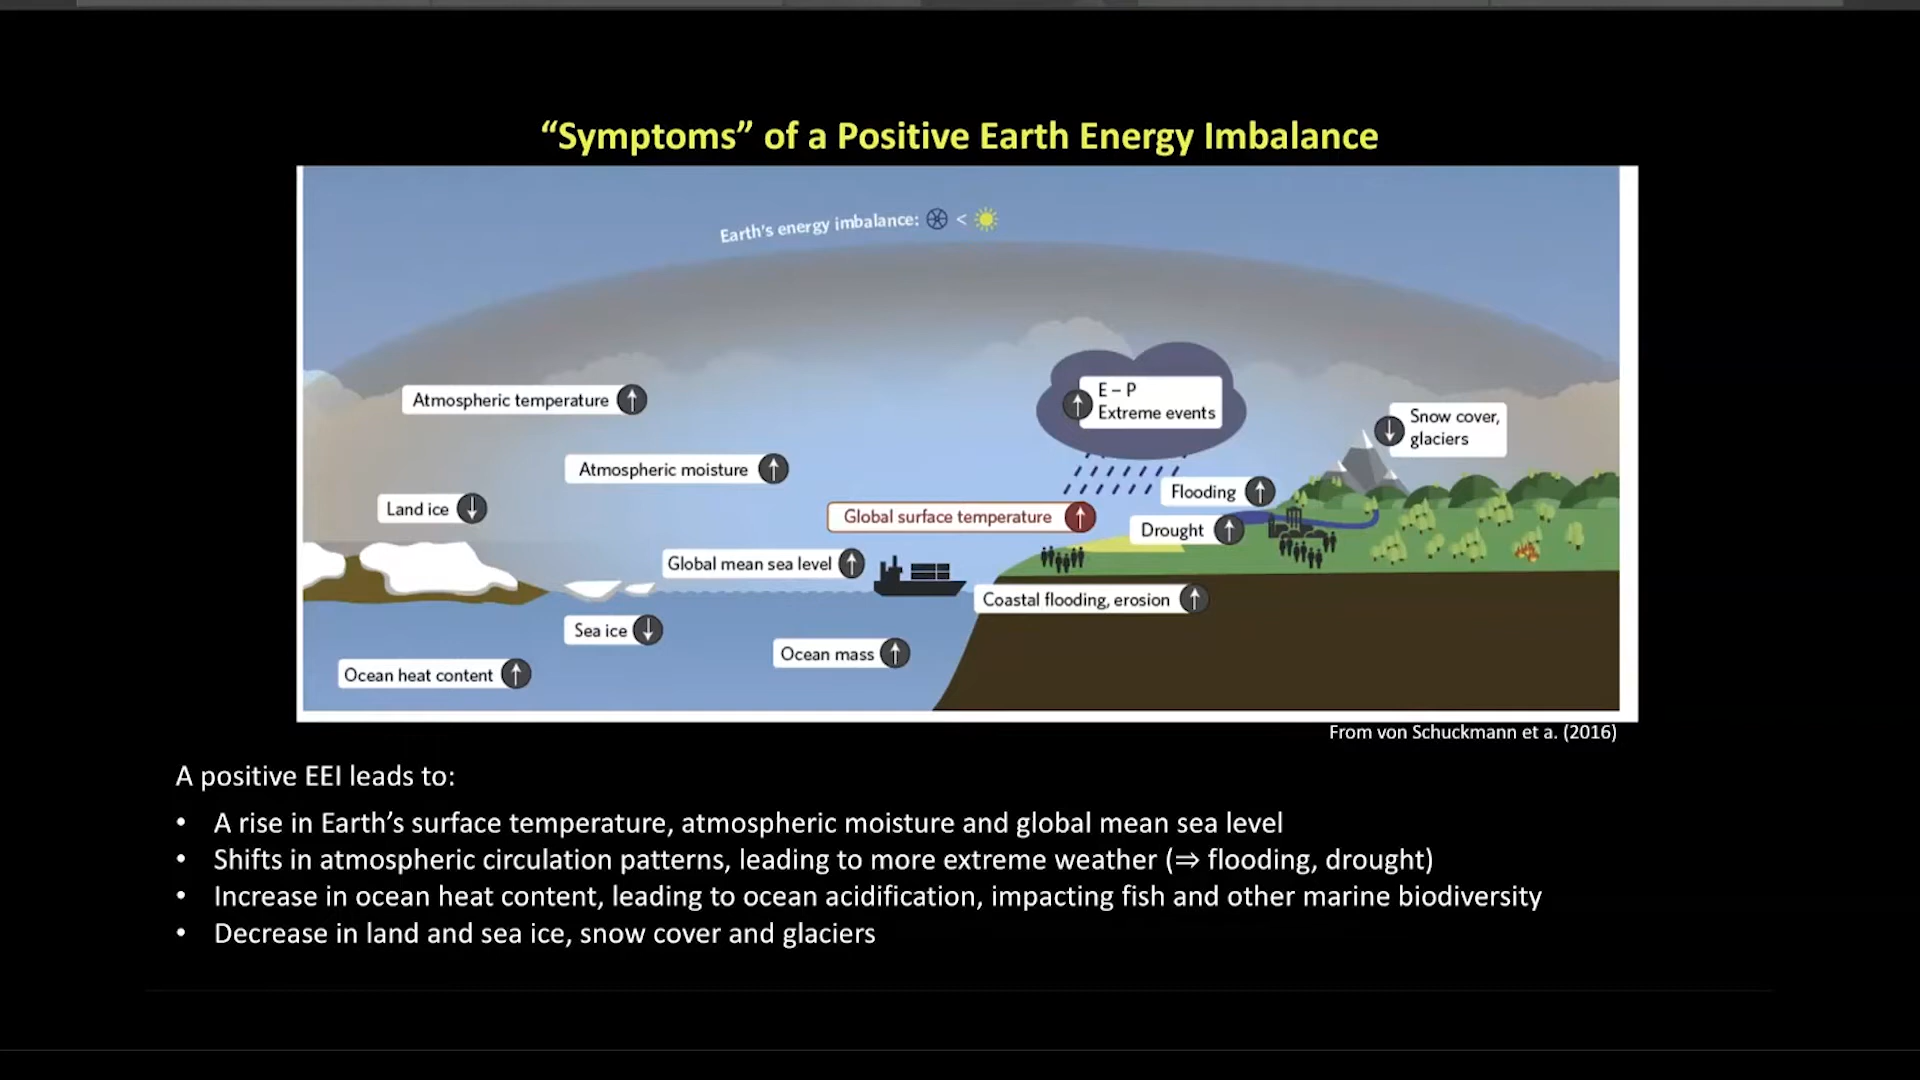 “Symptoms” of a Positive Earth Energy Imbalance
Earth's energy imbalance: <
Atmospheric temperature ↑
E – P
↑ Extreme events
Snow cover,
↓ glaciers
Atmospheric moisture ↑
Flooding ↑
Land ice ↓
Global surface temperature ↑
Drought ↑
Global mean sea level ↑
Coastal flooding, erosion ↑
Sea ice ↓
Ocean mass ↑
Ocean heat content ↑
From von Schuckmann et a. (2016)
A positive EEI leads to:
• A rise in Earth’s surface temperature, atmospheric moisture and global mean sea level
• Shifts in atmospheric circulation patterns, leading to more extreme weather (⇒ flooding, drought)
• Increase in ocean heat content, leading to ocean acidification, impacting fish and other marine biodiversity
• Decrease in land and sea ice, snow cover and glaciers